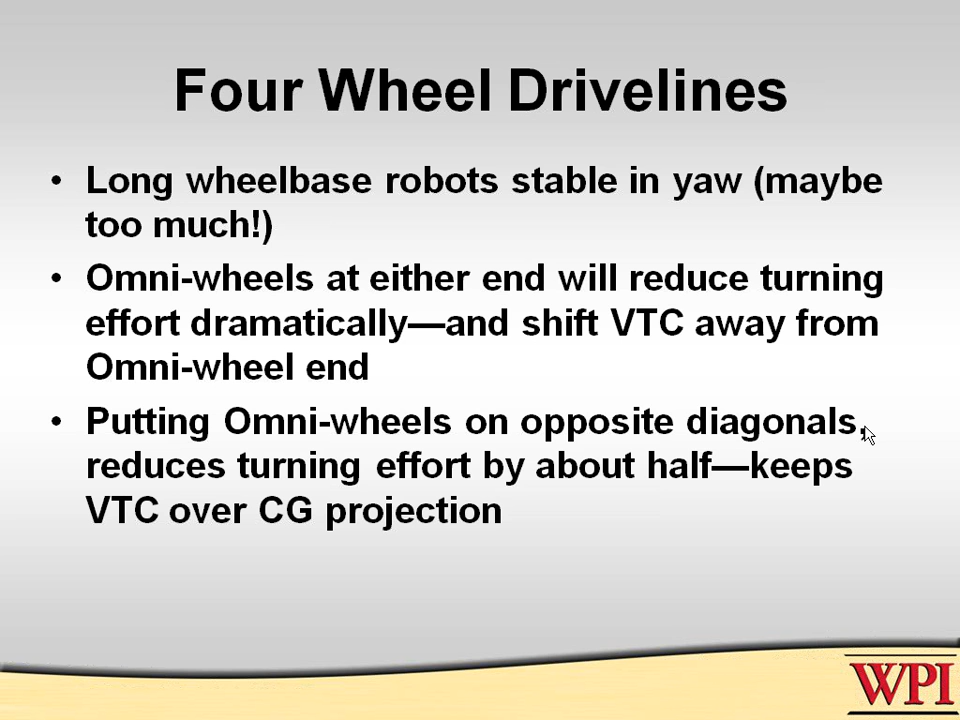 Four Wheel Drivelines
• Long wheelbase robots stable in yaw (maybe
too much!)
• Omni-wheels at either end will reduce turning
effort dramatically—and shift VTC away from
Omni-wheel end
• Putting Omni-wheels on opposite diagonals,
reduces turning effort by about half—keeps
VTC over CG projection
WPI